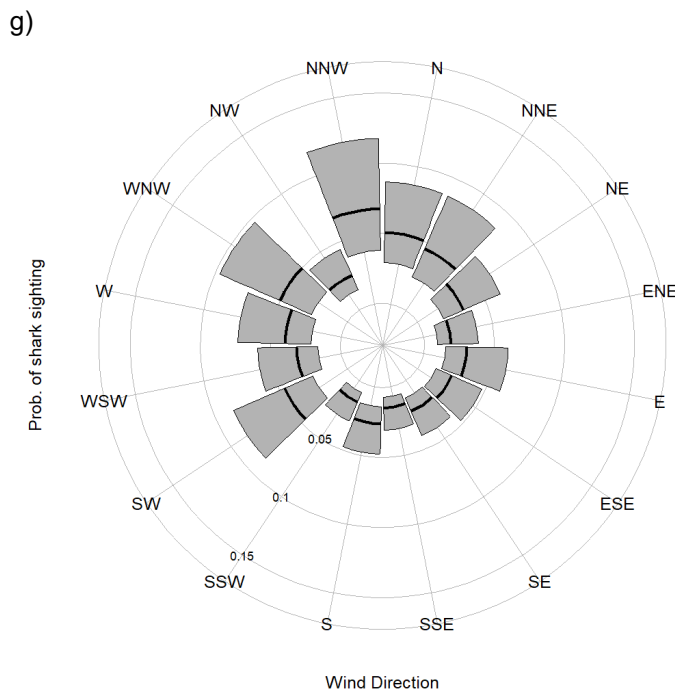 g)
NNW
N
NW
NNE
WNW
NE
W
ENE
Prob. of shark sighting
WSW
E
0.05
SW
0.1
ESE
0.15
SSW
SE
S
SSE
Wind Direction